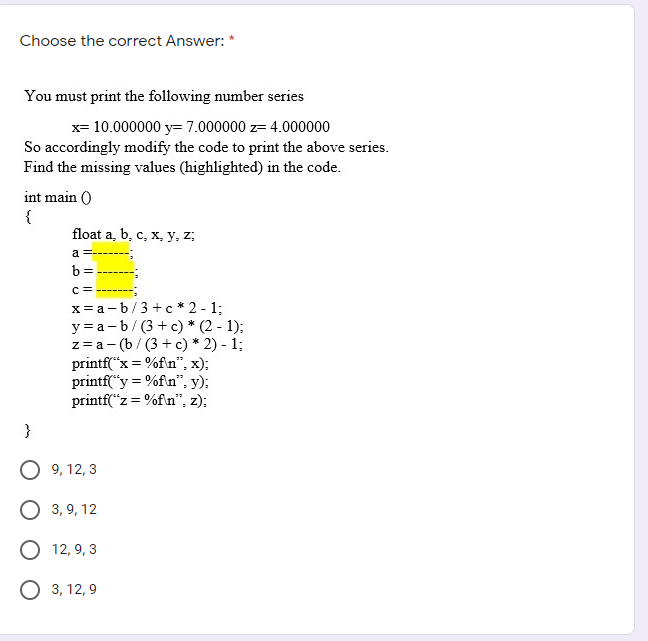 Choose the correct Answer: *
You must print the following number series
x= 10.000000 y= 7.000000 z= 4.000000
So accordingly modify the code to print the above series.
Find the missing values (highlighted) in the code.
int main ()
{
float a, b, c, x, y, z;
a =-------;
b = -------;
c = -------;
x = a – b / 3 + c * 2 - 1;
y = a – b / (3 + c) * (2 - 1);
z = a – (b / (3 + c) * 2) - 1;
printf(“x = %f\n”, x);
printf(“y = %f\n”, y);
printf(“z = %f\n”, z);
}
9, 12, 3
3, 9, 12
12, 9, 3
3, 12, 9